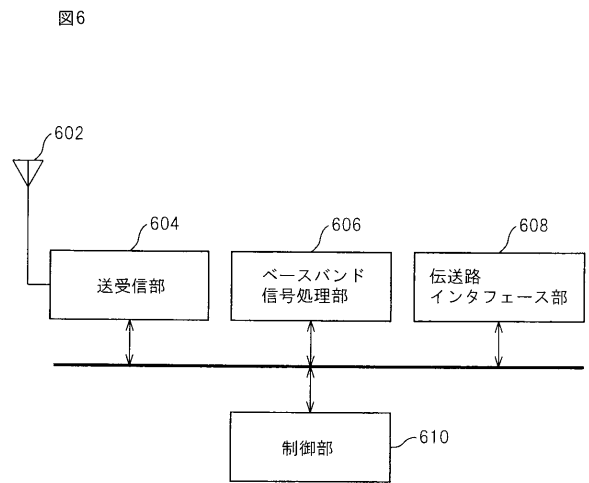 図6
602
604
606
608
送受信部
ベースバンド
信号処理部
伝送路
インタフェース部
制御部
610